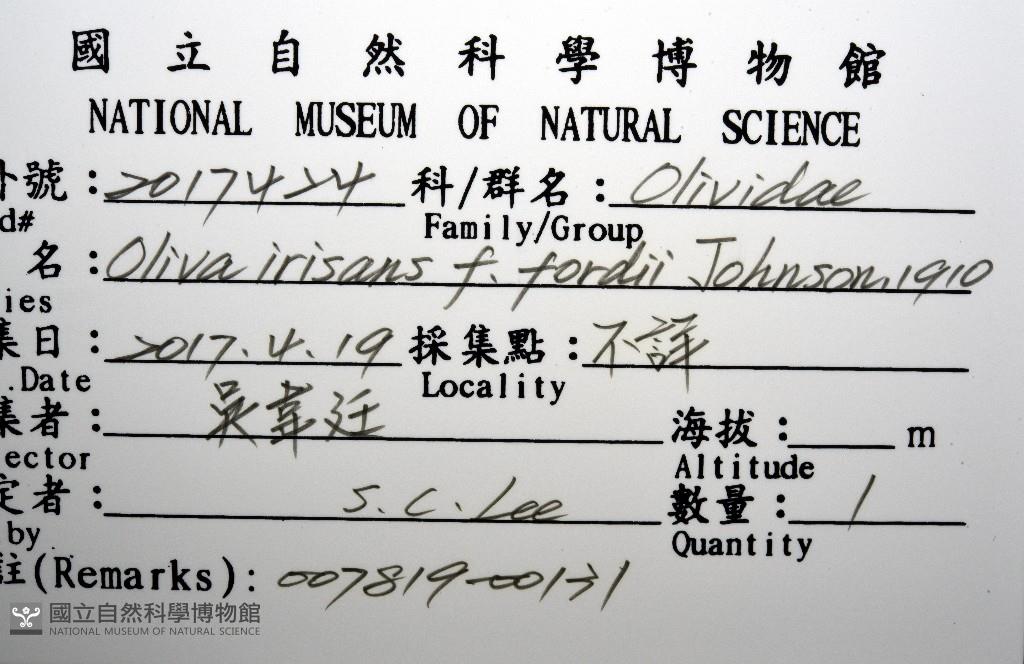 國立自然科學博物館
NATIONAL MUSEUM OF NATURAL SCIENCE
號：20174224 科/群名：Olividae
d# Family/Group
名：Oliva irisans f. fordii Johnson, 1910
ies
集日：2017.4.19 採集點：不詳
.Date Locality
集者：吳韋廷 海拔：m
ector Altitude
定者：S.C. Lee 數量：1
by Quantity
註(Remarks): 007819-00131
國立自然科學博物館
NATIONAL MUSEUM OF NATURAL SCIENCE